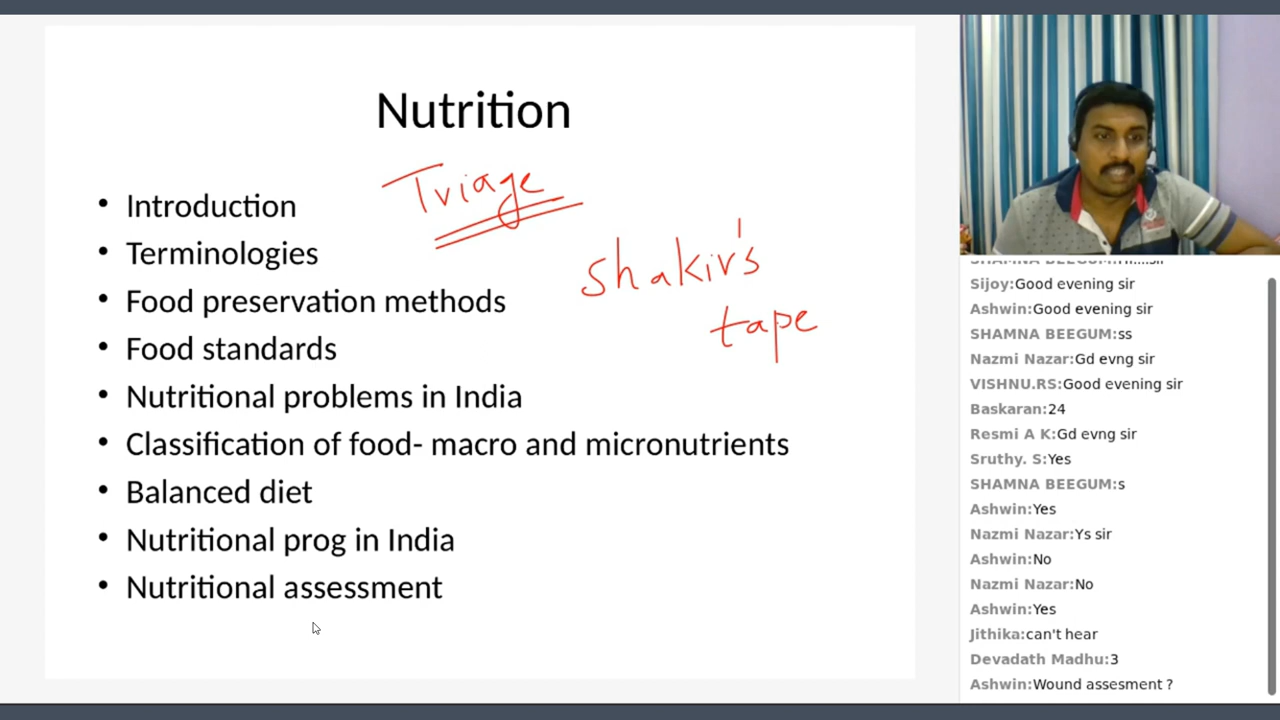 Nutrition
Triage
• Introduction
shakir's
• Terminologies
• Food preservation methods
tape
• Food standards
• Nutritional problems in India
• Classification of food- macro and micronutrients
• Balanced diet
• Nutritional prog in India
• Nutritional assessment
Sijoy:Good evening sir
Ashwin:Good evening sir
SHAMNA BEEGUM:ss
Nazmi Nazar:Gd evng sir
VISHNU.RS:Good evening sir
Baskaran:24
Resmi A K:Gd evng sir
Sruthy. S:Yes
SHAMNA BEEGUM:s
Ashwin:Yes
Nazmi Nazar:Ys sir
Ashwin:No
Nazmi Nazar:No
Ashwin:Yes
Jithika:can't hear
Devadath Madhu:3
Ashwin:Wound assesment ?